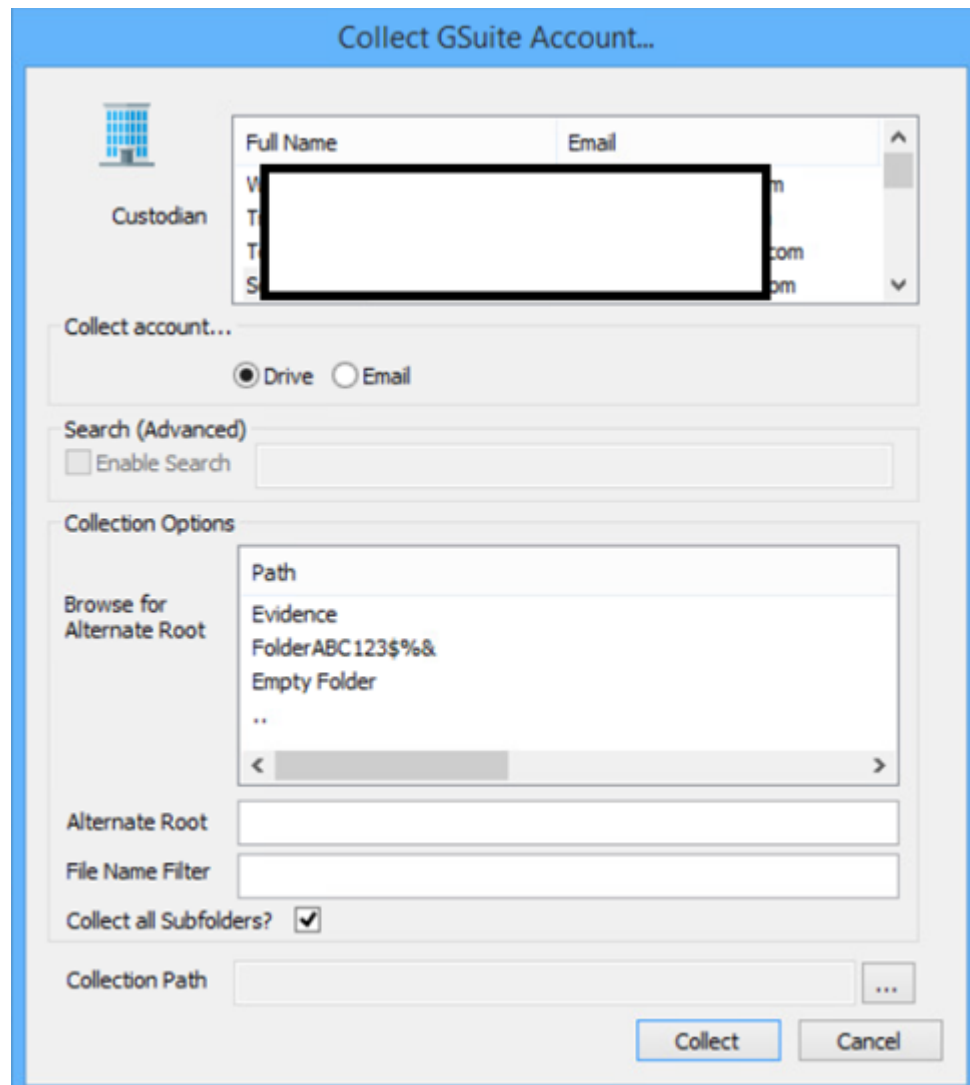 Collect GSuite Account...
Full Name Email
Custodian
com
Collect account...
Drive Email
Search (Advanced)
Enable Search
Collection Options
Path
Browse for
Alternate Root
Evidence
FolderABC123$%&
Empty Folder
..
Alternate Root
File Name Filter
Collect all Subfolders?
Collection Path
...
Collect Cancel